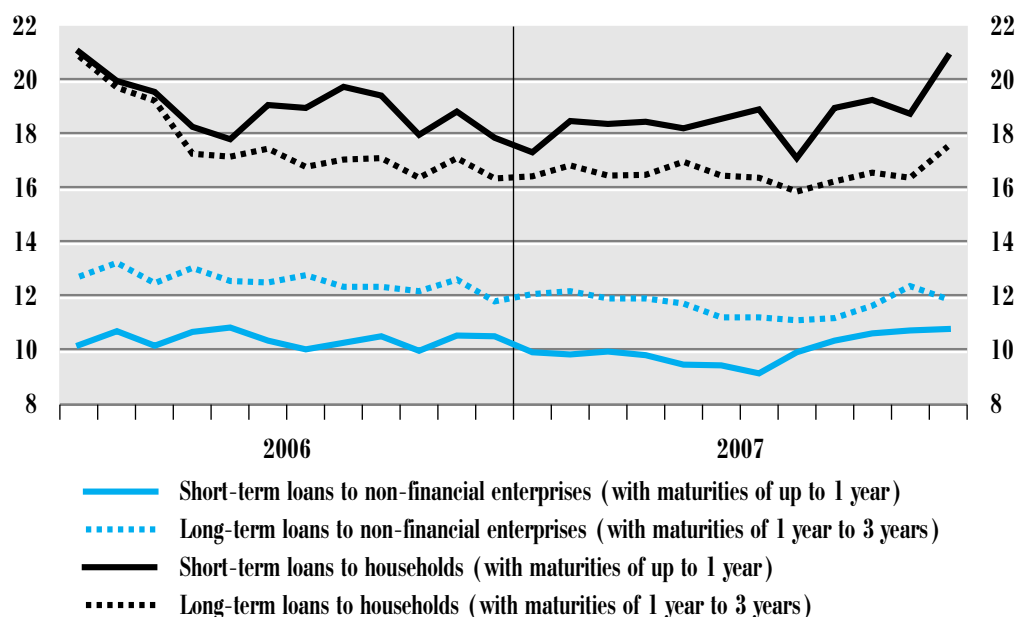 22 22
20 20
18 18
16 16
14 14
12 12
10 10
8 8
2006 2007
Short-term loans to non-financial enterprises (with maturities of up to 1 year)
Long-term loans to non-financial enterprises (with maturities of 1 year to 3 years)
Short-term loans to households (with maturities of up to 1 year)
Long-term loans to households (with maturities of 1 year to 3 years)